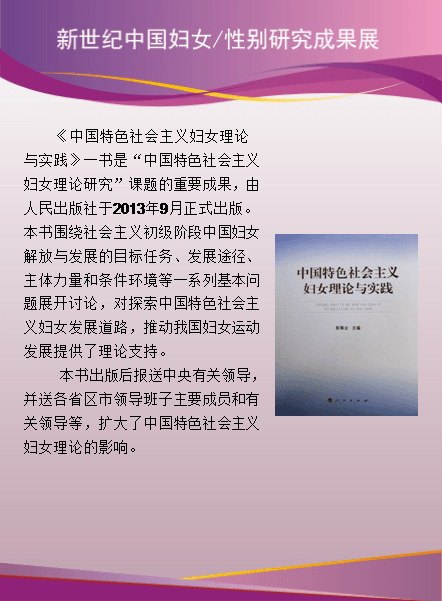 新世纪中国妇女/性别研究成果展
《中国特色社会主义妇女理论
与实践》一书是“中国特色社会主义
妇女理论研究”课题的重要成果，由
人民出版社于2013年9月正式出版。
本书围绕社会主义初级阶段中国妇女
解放与发展的目标任务、发展途径、
主体力量和条件环境等一系列基本问
题展开讨论，对探索中国特色社会主
义妇女发展道路，推动我国妇女运动
发展提供了理论支持。
本书出版后报送中央有关领导，
并送各省区市领导班子主要成员和有
关领导等，扩大了中国特色社会主义
妇女理论的影响。
中国特色社会主义
妇女理论与实践
主编
人民出版社